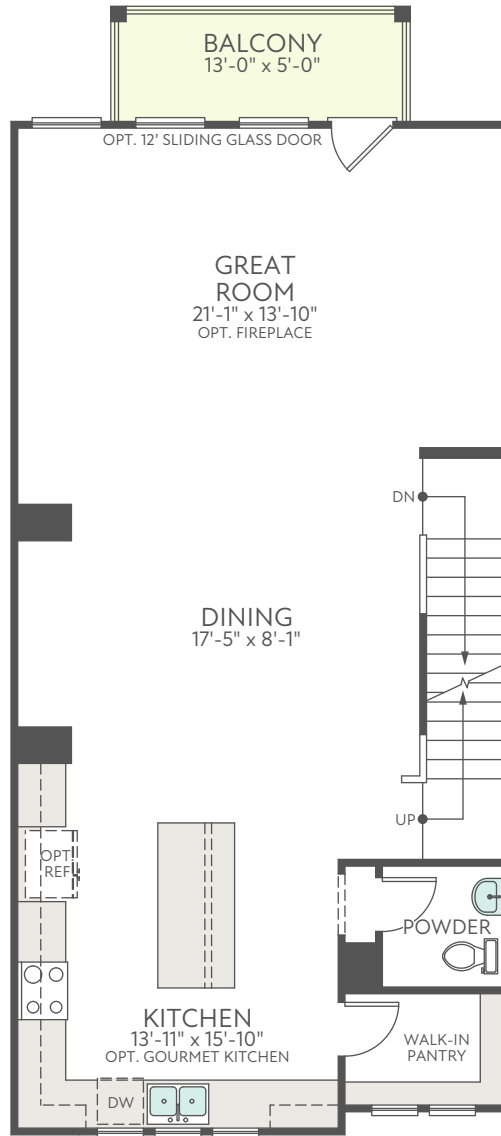 BALCONY
13'-0" x 5'-0"
OPT. 12' SLIDING GLASS DOOR
GREAT
ROOM
21'-1" x 13'-10"
OPT. FIREPLACE
DN
DINING
17'-5" x 8'-1"
UP
OPT.
REF
POWDER
KITCHEN
13'-11" x 15'-10"
OPT. GOURMET KITCHEN
WALK-IN
PANTRY
DW